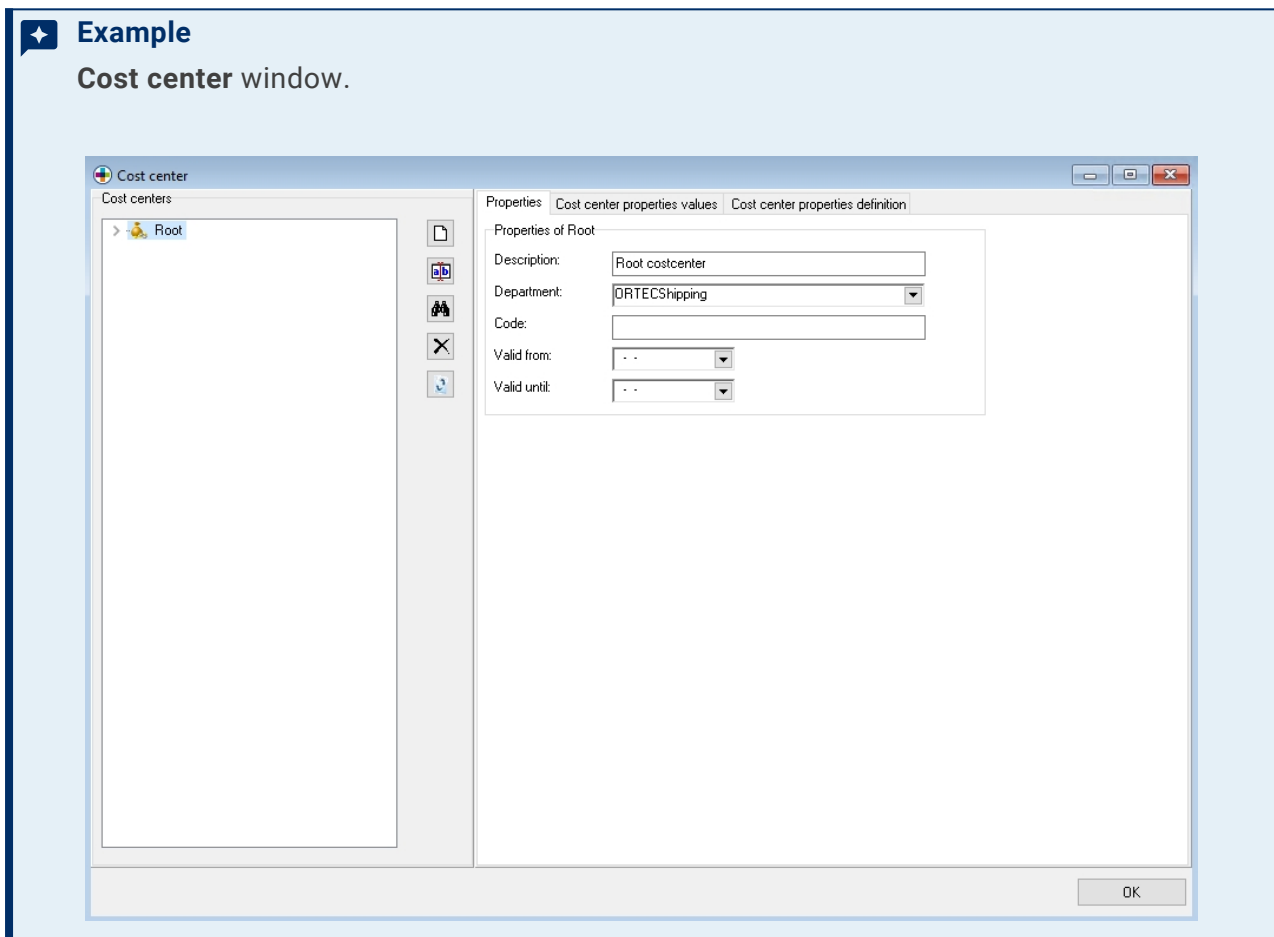 Example
Cost center window.
Cost center
Cost centers
Root
ab
Properties Cost center properties values Cost center properties definition
Properties of Root
Description: Root costcenter
Department: ORTECShipping
Code:
Valid from: - -
Valid until: - -
OK